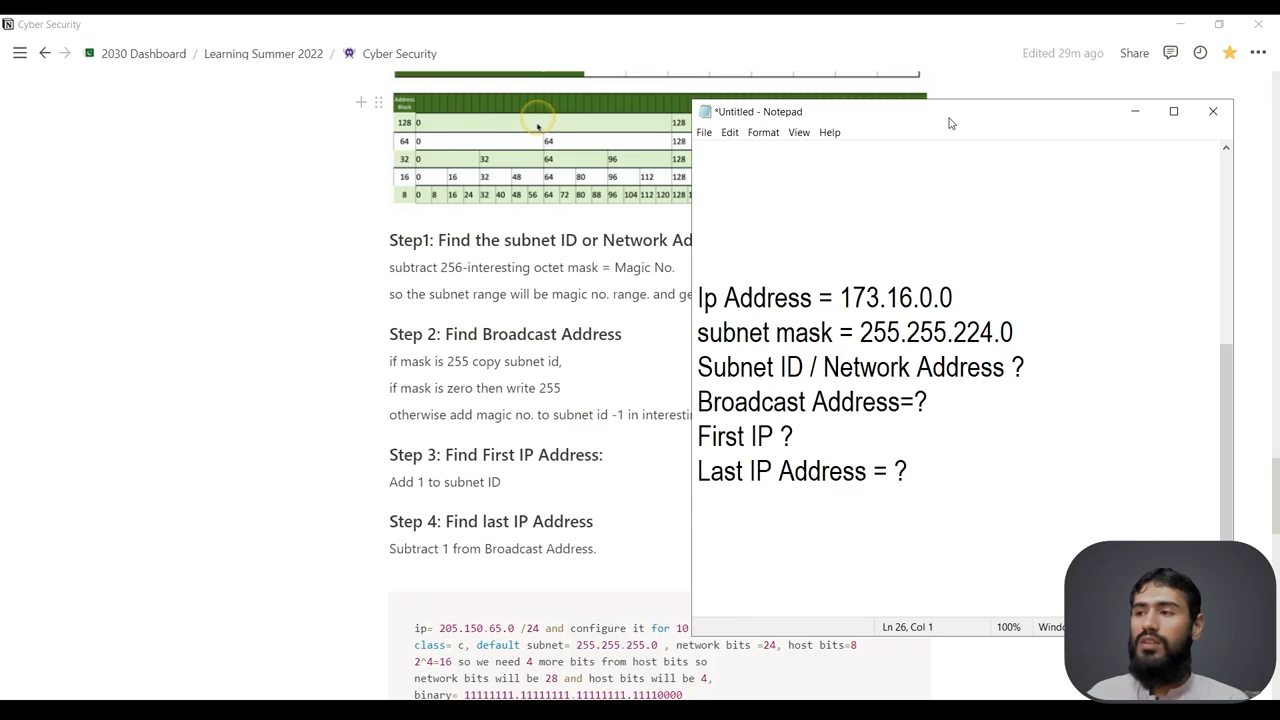 Cyber Security
2030 Dashboard / Learning Summer 2022 / Cyber Security
Edited 29m ago Share
Address Block
128 0 128
64 0 64 128
32 0 32 64 96 128
16 0 16 32 48 64 80 96 112 128
8 0 8 16 24 32 40 48 56 64 72 80 88 96 104 112 120 128
Step1: Find the subnet ID or Network Ad
subtract 256-interesting octet mask = Magic No.
so the subnet range will be magic no. range. and ge
Step 2: Find Broadcast Address
if mask is 255 copy subnet id,
if mask is zero then write 255
otherwise add magic no. to subnet id -1 in interesti
Step 3: Find First IP Address:
Add 1 to subnet ID
Step 4: Find last IP Address
Subtract 1 from Broadcast Address.
ip= 205.150.65.0 /24 and configure it for 10
class= c, default subnet= 255.255.255.0 , network bits =24, host bits=8
2^4=16 so we need 4 more bits from host bits so
network bits will be 28 and host bits will be 4,
binary= 11111111.11111111.11111111.11110000
*Untitled - Notepad
File Edit Format View Help
Ip Address = 173.16.0.0
subnet mask = 255.255.224.0
Subnet ID / Network Address ?
Broadcast Address=?
First IP ?
Last IP Address = ?
Ln 26, Col 1 100%